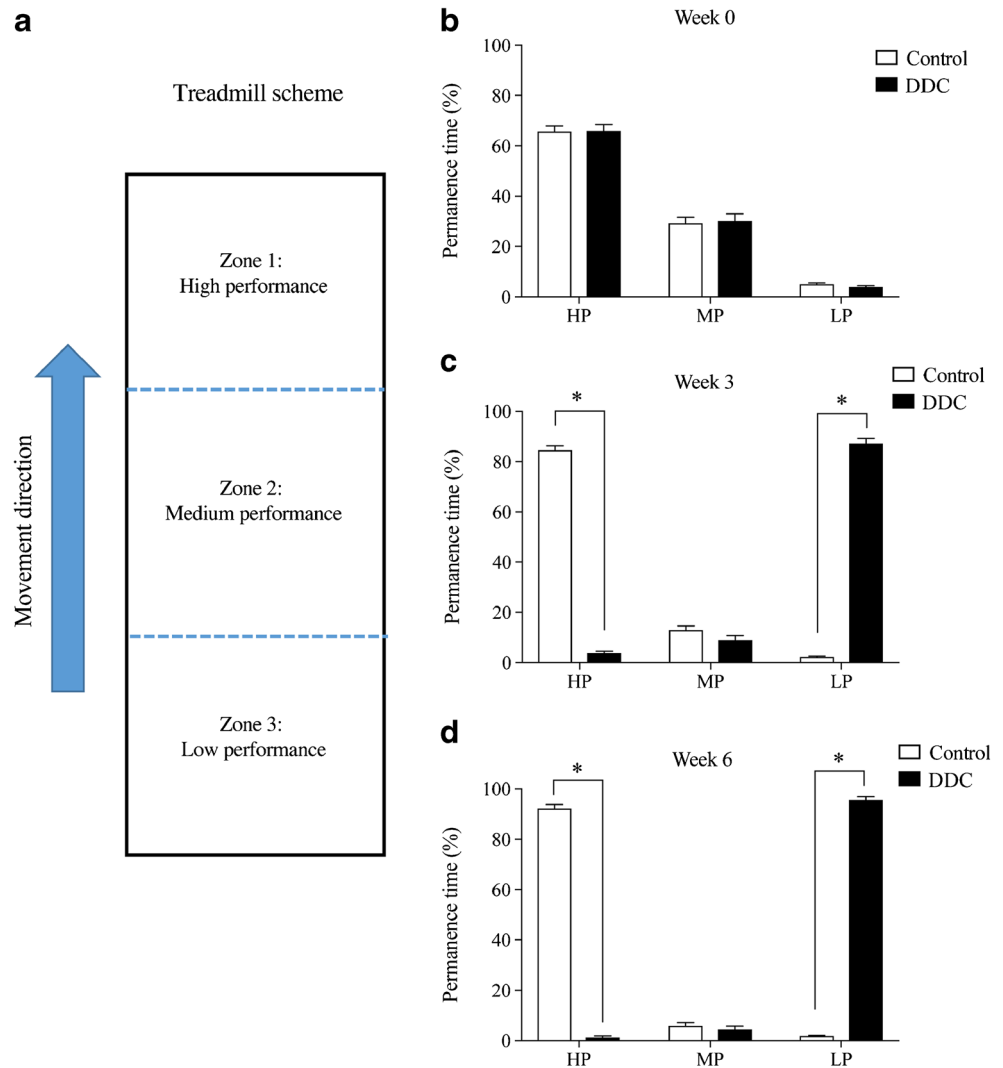 a
Treadmill scheme
Zone 1:
High performance
Zone 2:
Medium performance
Zone 3:
Low performance
Movement direction
b
Week 0
Control
DDC
Permanence time (%)
100
80
60
40
20
0
HP MP LP
c
Week 3
Control
DDC
*
*
Permanence time (%)
100
80
60
40
20
0
HP MP LP
d
Week 6
Control
DDC
*
*
Permanence time (%)
100
80
60
40
20
0
HP MP LP